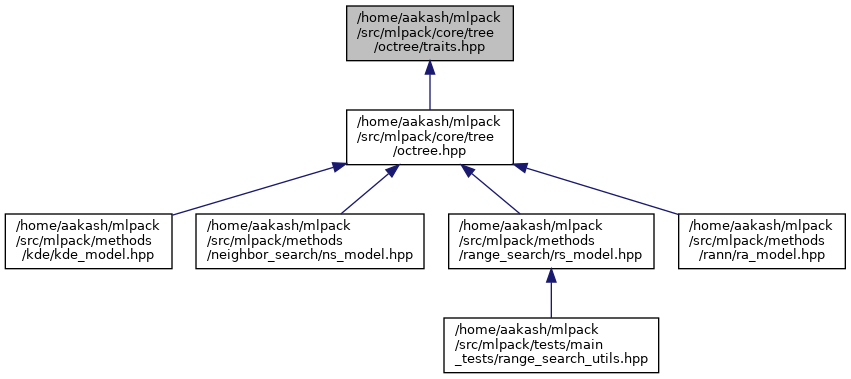 /home/aakash/mlpack
/src/mlpack/core/tree
/octree/traits.hpp
/home/aakash/mlpack
/src/mlpack/core/tree
/octree.hpp
/home/aakash/mlpack
/src/mlpack/methods
/kde/kde_model.hpp
/home/aakash/mlpack
/src/mlpack/methods
/neighbor_search/ns_model.hpp
/home/aakash/mlpack
/src/mlpack/methods
/range_search/rs_model.hpp
/home/aakash/mlpack
/src/mlpack/methods
/rann/ra_model.hpp
/home/aakash/mlpack
/src/mlpack/tests/main
_tests/range_search_utils.hpp